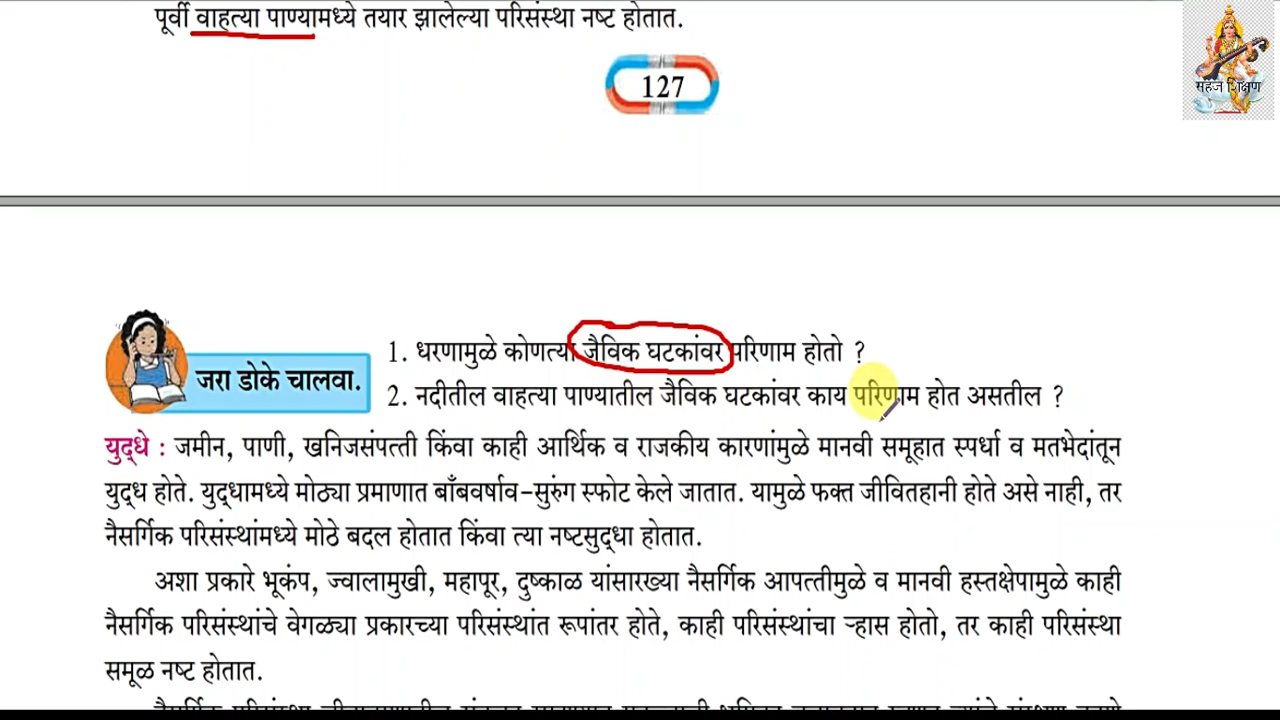 पूर्वी वाहत्या पाण्यामध्ये तयार झालेल्या परिसंस्था नष्ट होतात.
127
सहज शिक्षण
1. धरणामुळे कोणत्या जैविक घटकांवर परिणाम होतो ?
जरा डोके चालवा.
2. नदीतील वाहत्या पाण्यातील जैविक घटकांवर काय परिणाम होत असतील ?
युद्धे : जमीन, पाणी, खनिजसंपत्ती किंवा काही आर्थिक व राजकीय कारणांमुळे मानवी समूहात स्पर्धा व मतभेदांतून
युद्ध होते. युद्धामध्ये मोठ्या प्रमाणात बाँबवर्षाव-सुरुंग स्फोट केले जातात. यामुळे फक्त जीवितहानी होते असे नाही, तर
नैसर्गिक परिसंस्थांमध्ये मोठे बदल होतात किंवा त्या नष्टसुद्धा होतात.
अशा प्रकारे भूकंप, ज्वालामुखी, महापूर, दुष्काळ यांसारख्या नैसर्गिक आपत्तीमुळे व मानवी हस्तक्षेपामुळे काही
नैसर्गिक परिसंस्थांचे वेगळ्या प्रकारच्या परिसंस्थांत रूपांतर होते, काही परिसंस्थांचा ऱ्हास होतो, तर काही परिसंस्था
समूळ नष्ट होतात.